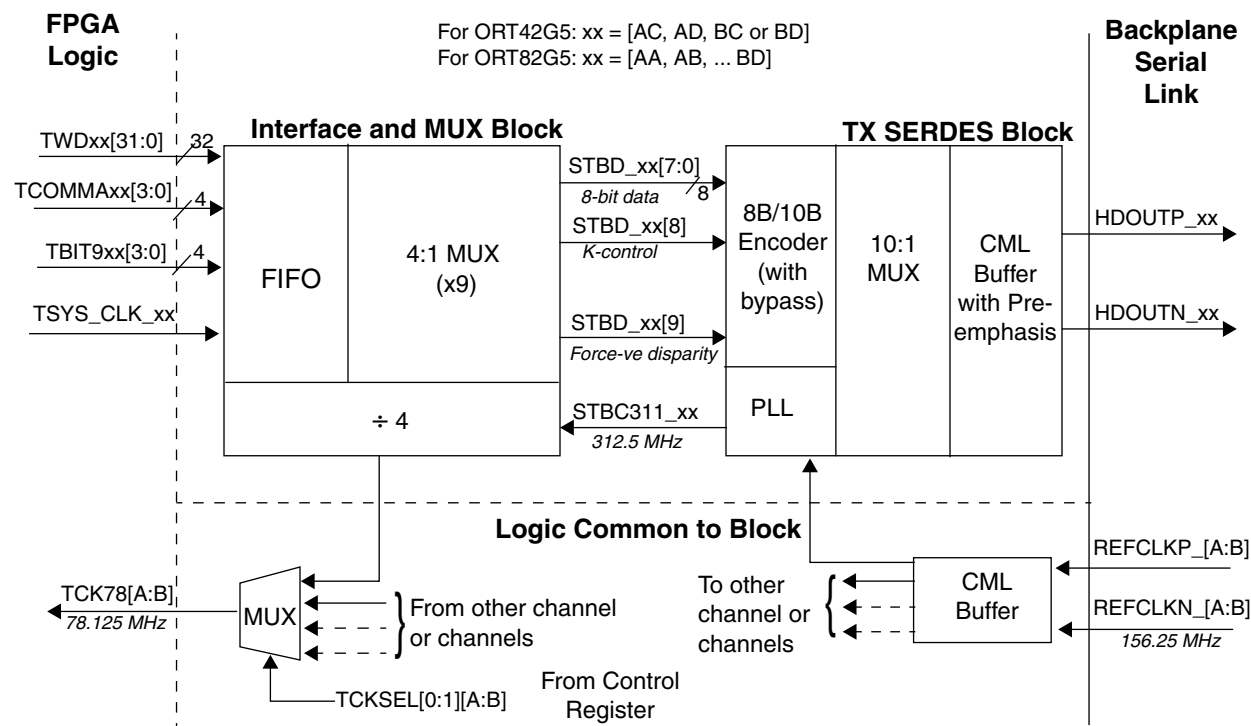 FPGA
Logic
For ORT42G5: xx = [AC, AD, BC or BD]
For ORT82G5: xx = [AA, AB, ... BD]
Backplane
Serial
Link
Interface and MUX Block
TX SERDES Block
TWDxx[31:0]
32
TCOMMAxx[3:0]
4
TBIT9xx[3:0]
4
TSYS_CLK_xx
FIFO
4:1 MUX
(x9)
÷ 4
STBD_xx[7:0]
8-bit data
8
STBD_xx[8]
K-control
STBD_xx[9]
Force-ve disparity
STBC311_xx
312.5 MHz
8B/10B
Encoder
(with
bypass)
PLL
10:1
MUX
CML
Buffer
with Pre-
emphasis
HDOUTP_xx
HDOUTN_xx
Logic Common to Block
TCK78[A:B]
78.125 MHz
MUX
From other channel
or channels
TCKSEL[0:1][A:B]
From Control
Register
To other
channel or
channels
CML
Buffer
REFCLKP_[A:B]
REFCLKN_[A:B]
156.25 MHz